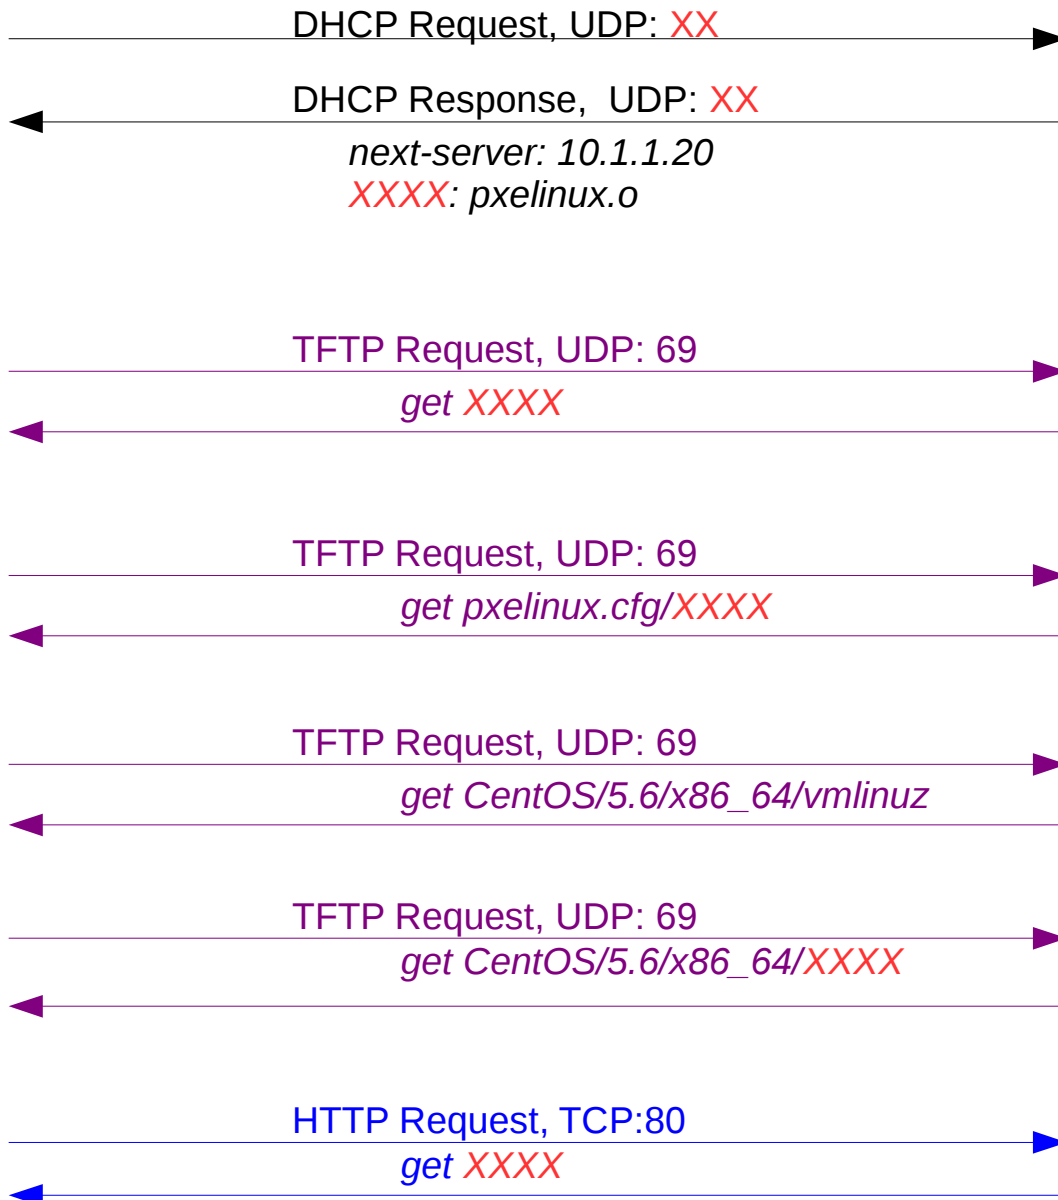 DHCP Request, UDP: XX
DHCP Response,  UDP: XX
next-server: 10.1.1.20
XXXX: pxelinux.o
TFTP Request, UDP: 69
get XXXX
TFTP Request, UDP: 69
get pxelinux.cfg/XXXX
TFTP Request, UDP: 69
get CentOS/5.6/x86_64/vmlinuz
TFTP Request, UDP: 69
get CentOS/5.6/x86_64/XXXX
HTTP Request, TCP:80
get XXXX